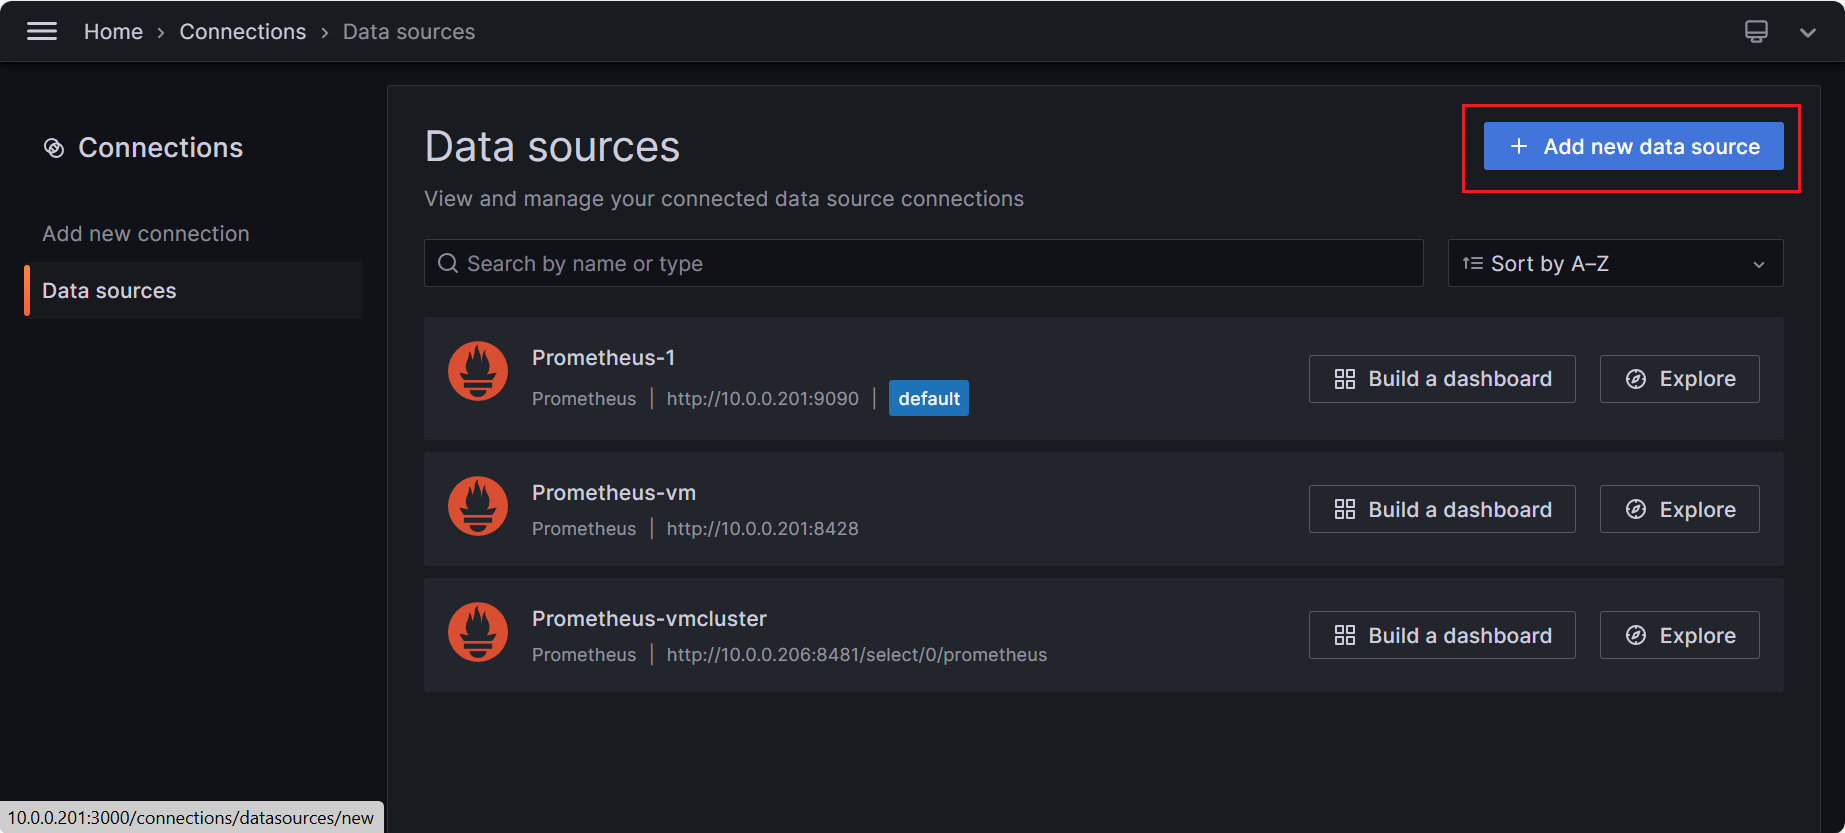 Home › Connections › Data sources
Connections
Add new connection
Data sources
Data sources
View and manage your connected data source connections
+ Add new data source
Search by name or type
Sort by A–Z
Prometheus-1
Prometheus | http://10.0.0.201:9090 | default
Build a dashboard
Explore
Prometheus-vm
Prometheus | http://10.0.0.201:8428
Build a dashboard
Explore
Prometheus-vmcluster
Prometheus | http://10.0.0.206:8481/select/0/prometheus
Build a dashboard
Explore
10.0.0.201:3000/connections/datasources/new